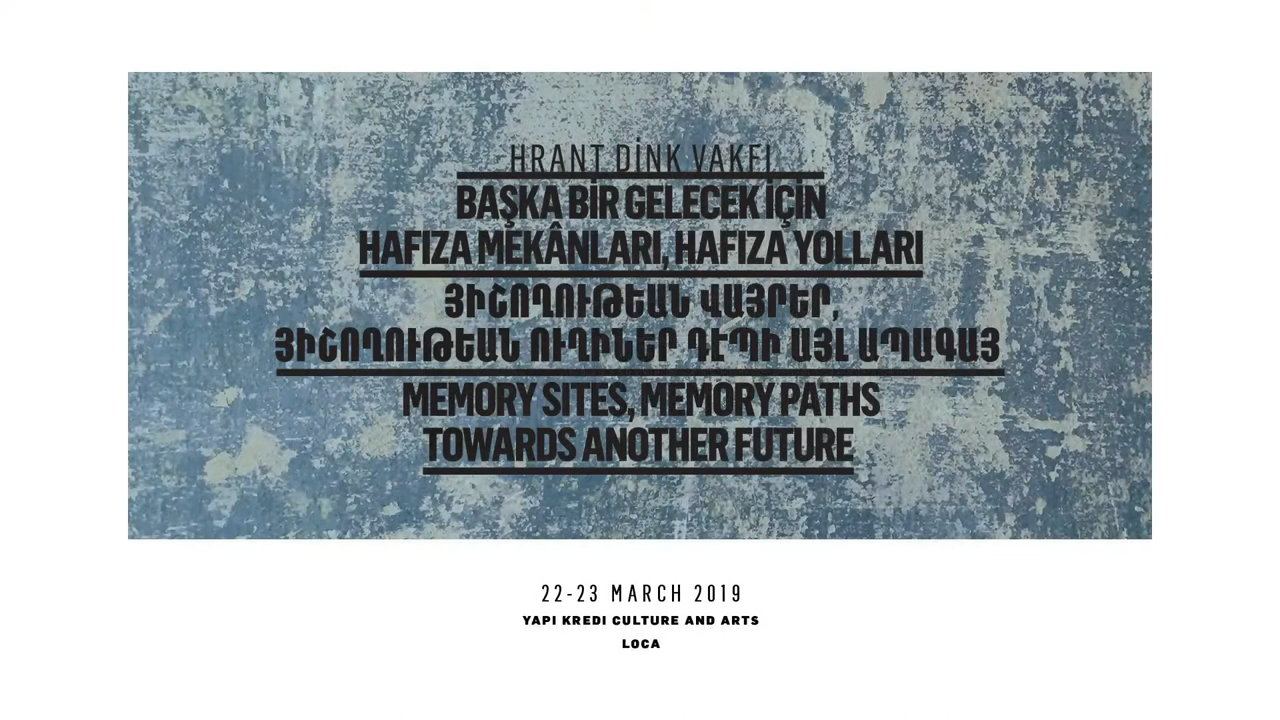 HRANT DİNK VAKFI
BAŞKA BİR GELECEK İÇİN
HAFIZA MEKÂNLARI, HAFIZA YOLLARI
ՅԻՇՈՂՈՒԹԵԱՆ ՎԱՅՐԵՐ,
ՅԻՇՈՂՈՒԹԵԱՆ ՈՒՂԻՆԵՐ ԴԷՊԻ ԱՅԼ ԱՊԱԳԱՅ
MEMORY SITES, MEMORY PATHS
TOWARDS ANOTHER FUTURE
22-23 MARCH 2019
YAPI KREDI CULTURE AND ARTS
LOCA